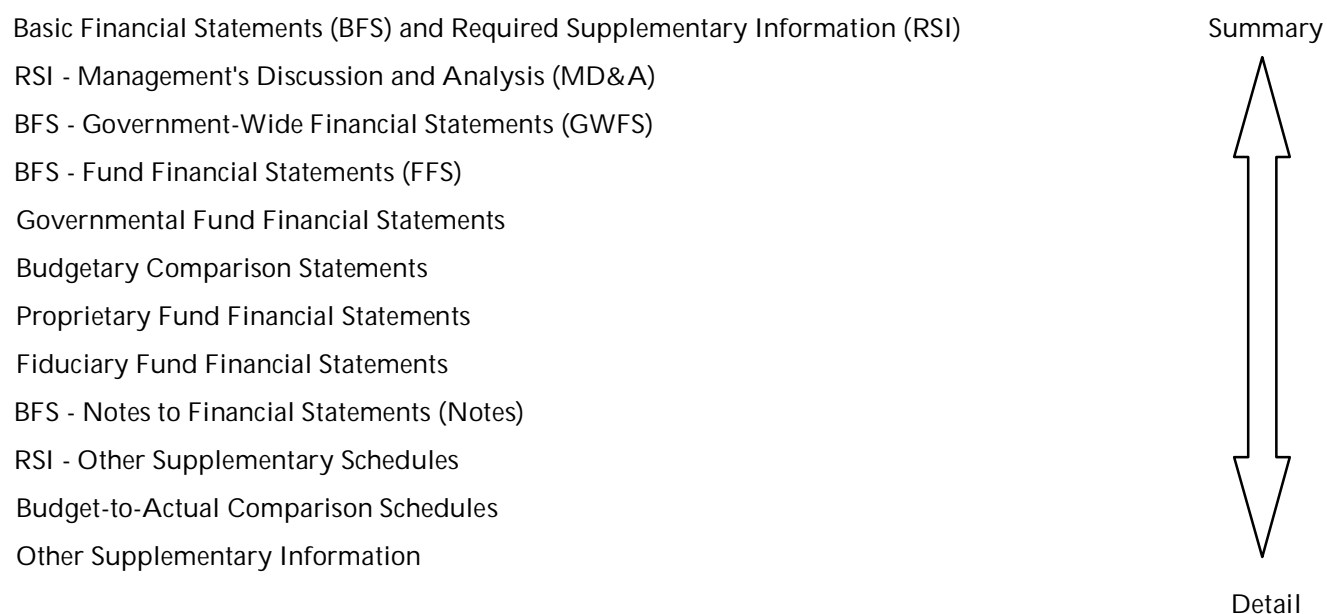 Basic Financial Statements (BFS) and Required Supplementary Information (RSI) Summary
RSI - Management's Discussion and Analysis (MD&A)
BFS - Government-Wide Financial Statements (GWFS)
BFS - Fund Financial Statements (FFS)
Governmental Fund Financial Statements
Budgetary Comparison Statements
Proprietary Fund Financial Statements
Fiduciary Fund Financial Statements
BFS - Notes to Financial Statements (Notes)
RSI - Other Supplementary Schedules
Budget-to-Actual Comparison Schedules
Other Supplementary Information
Detail